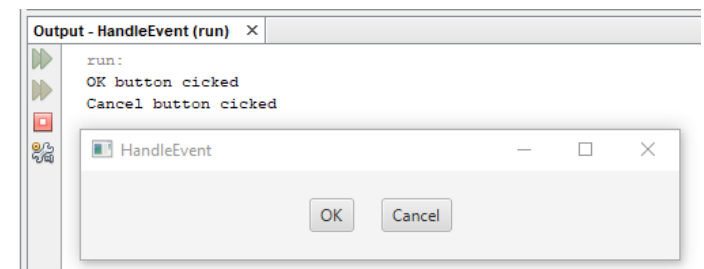 Output - HandleEvent (run)
run:
OK button cicked
Cancel button cicked
HandleEvent
OK Cancel